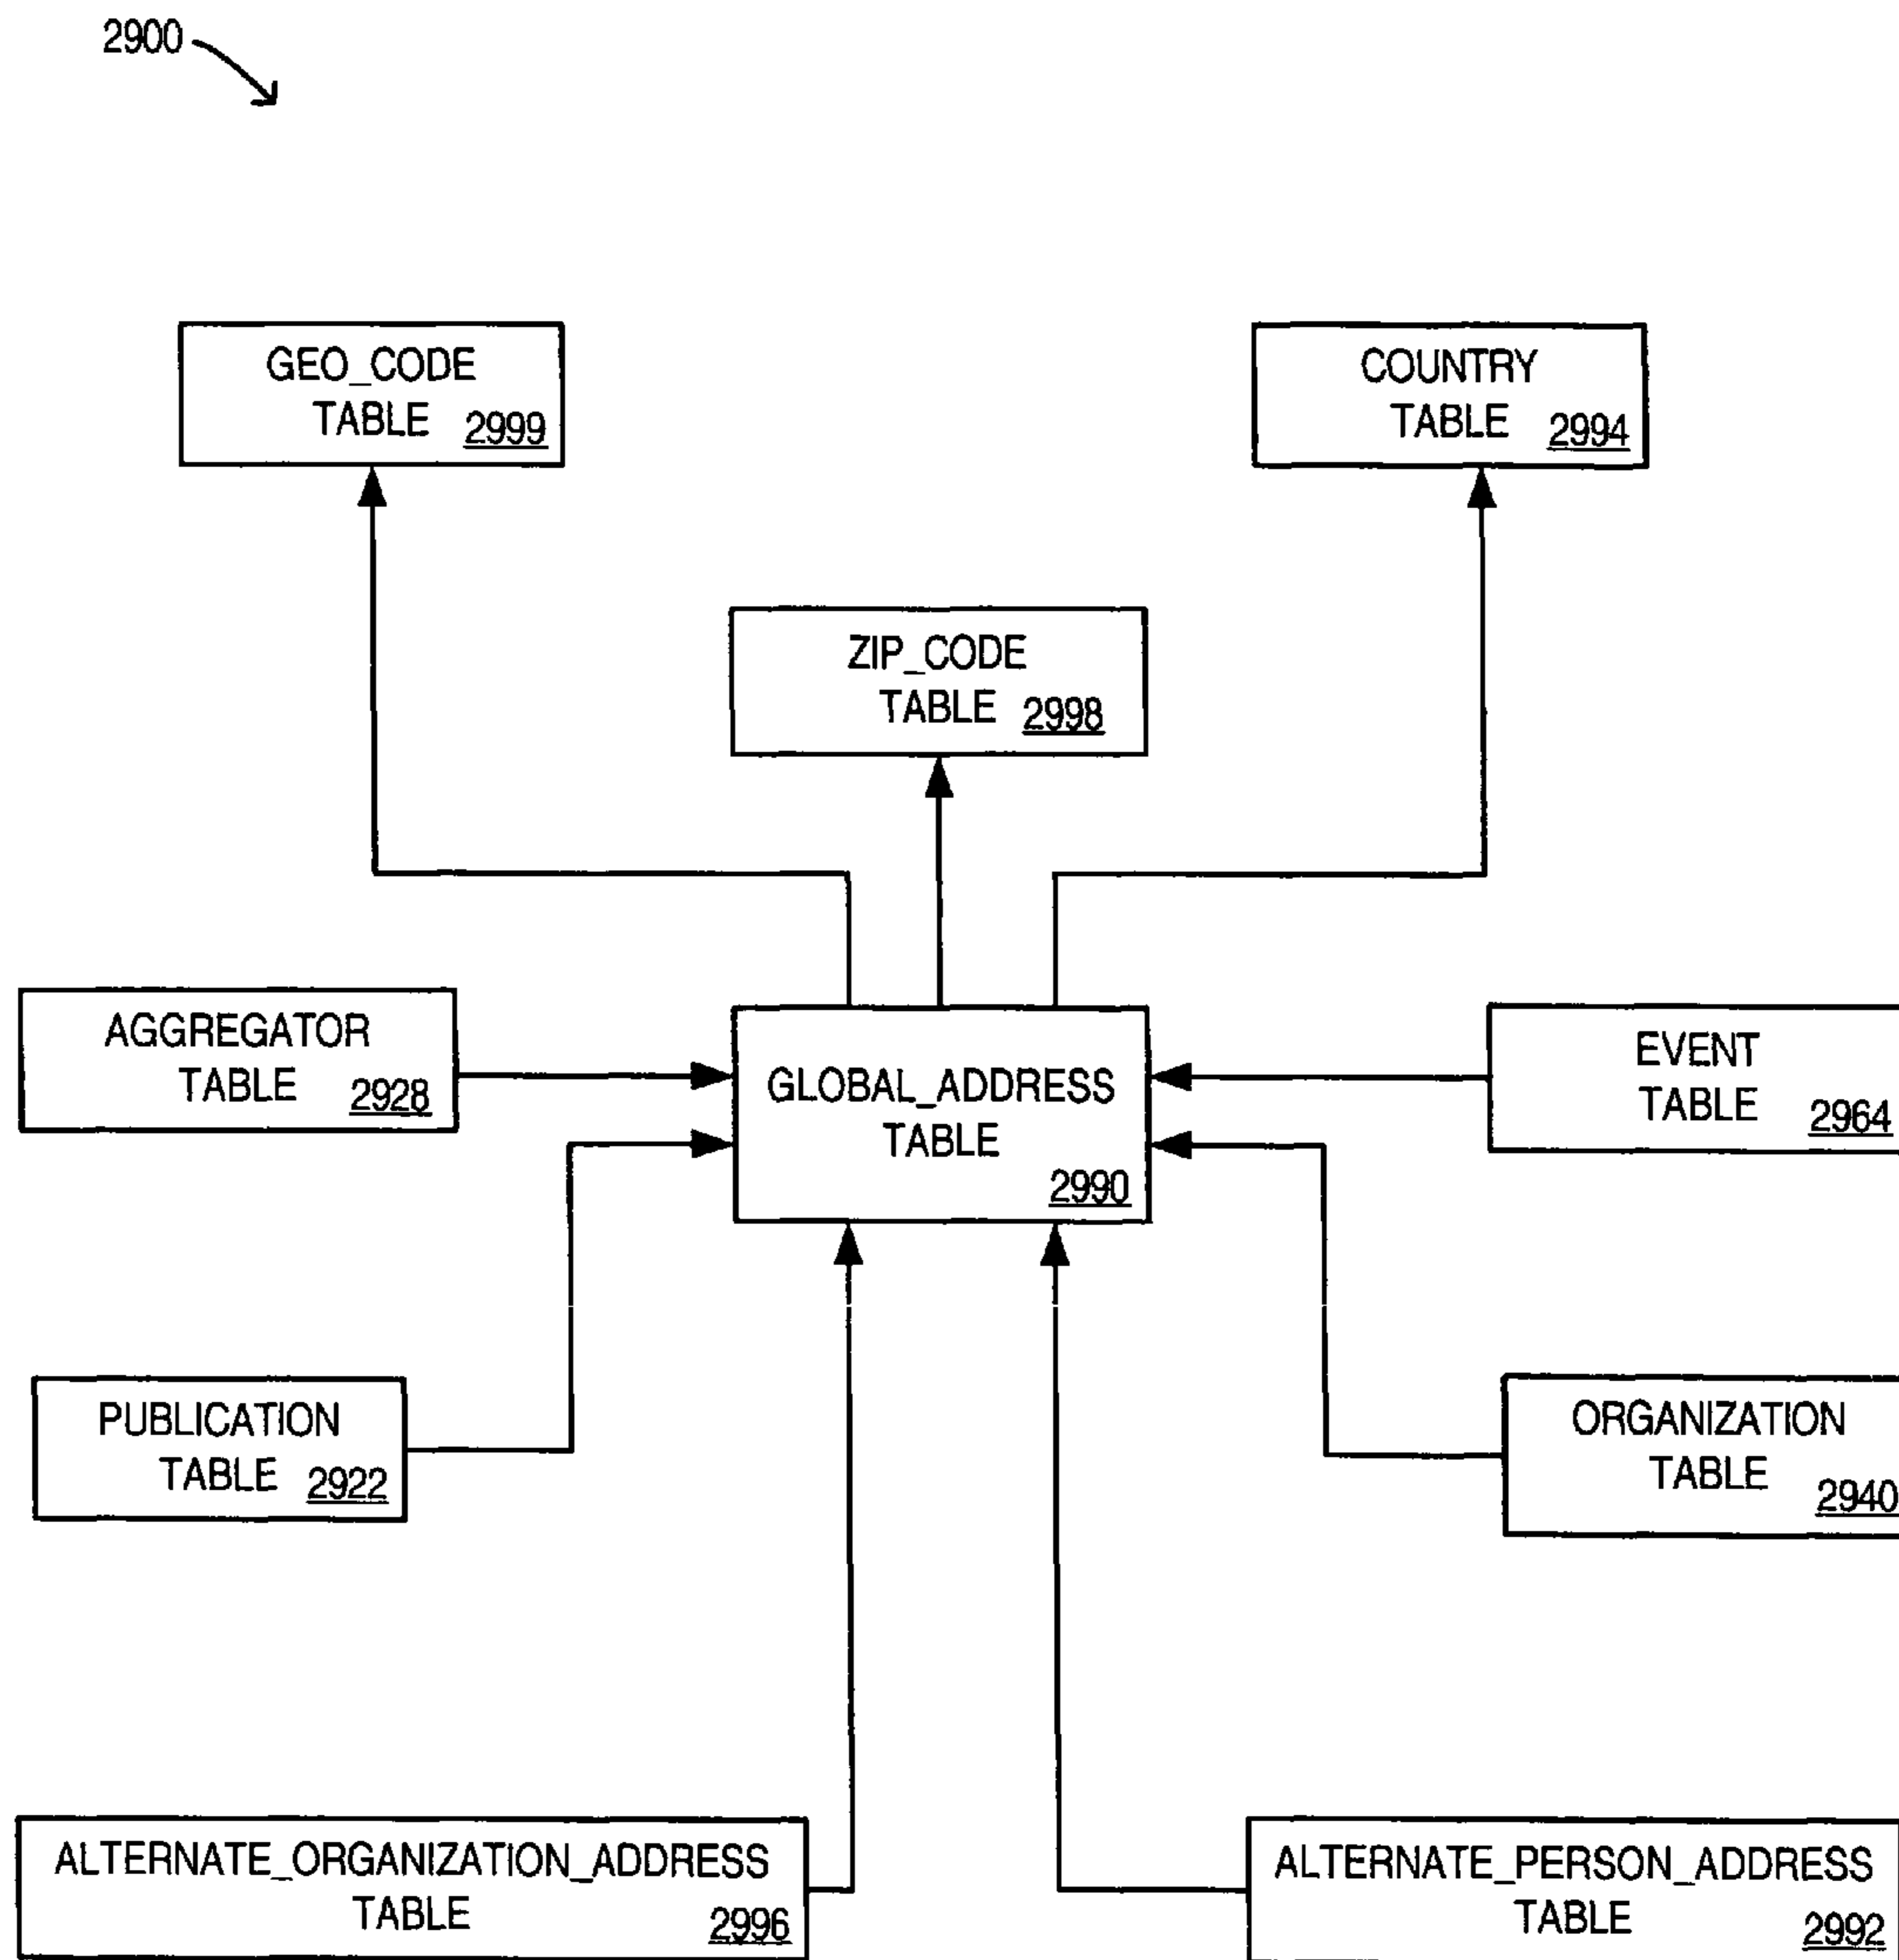 2900
GEO_CODE
TABLE 2999
COUNTRY
TABLE 2994
ZIP_CODE
TABLE 2998
AGGREGATOR
TABLE 2928
GLOBAL_ADDRESS
TABLE
2990
EVENT
TABLE 2964
PUBLICATION
TABLE 2922
ORGANIZATION
TABLE 2940
ALTERNATE_ORGANIZATION_ADDRESS
TABLE 2996
ALTERNATE_PERSON_ADDRESS
TABLE 2992